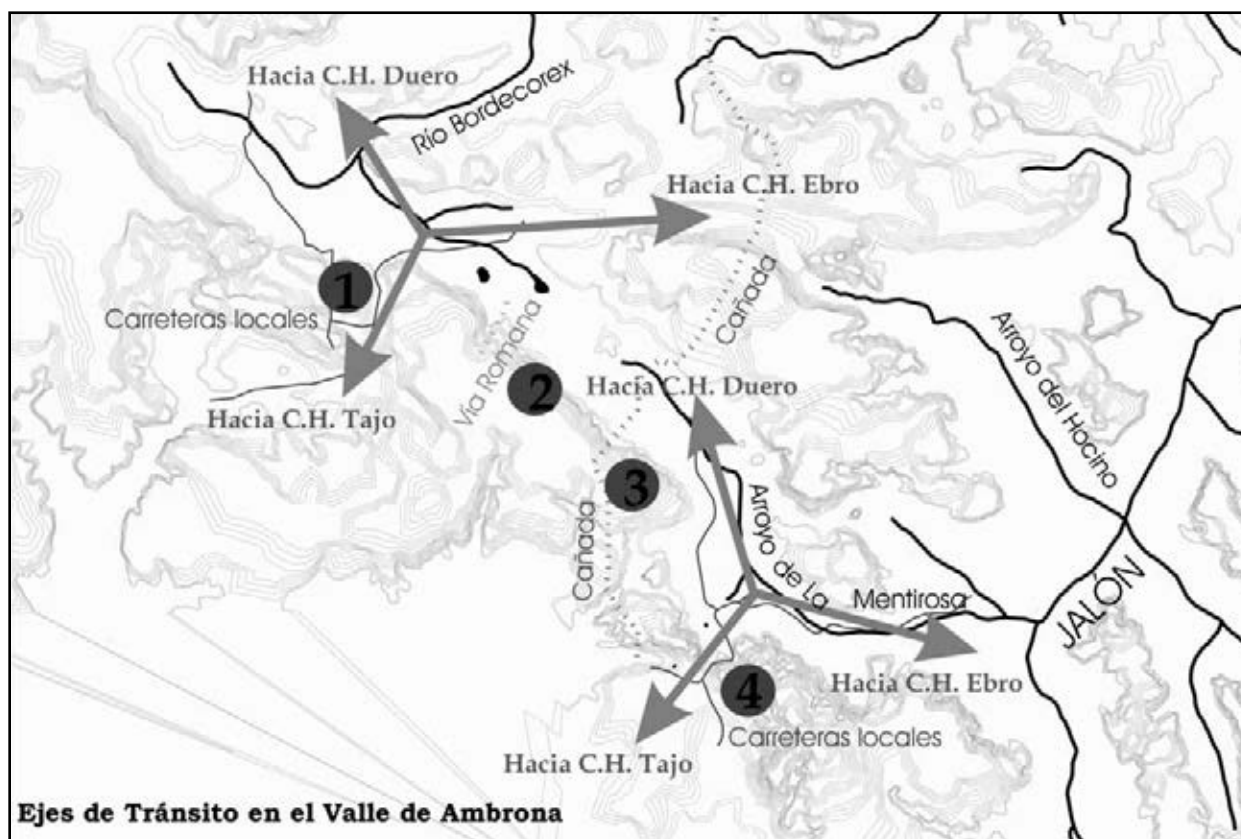 Hacia C.H. Duero
Río Bordecorex
Hacia C.H. Ebro
1
Carreteras locales
Cañada
Vía Romana
2
Hacia C.H. Duero
Hacia C.H. Tajo
Arroyo del Hocino
3
Cañada
Arroyo de La Mentirosa
JALÓN
4
Hacia C.H. Ebro
Carreteras locales
Hacia C.H. Tajo
Ejes de Tránsito en el Valle de Ambrona